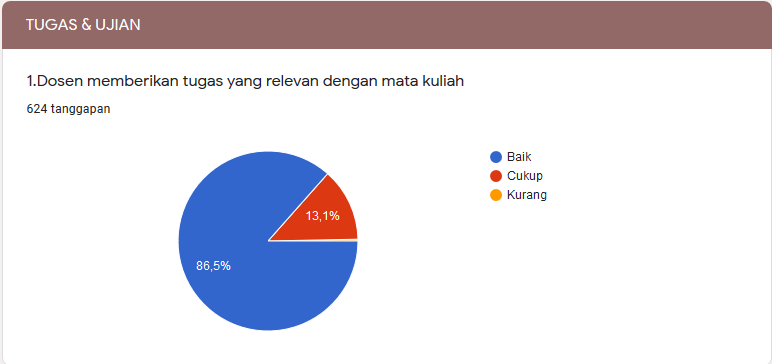 TUGAS & UJIAN
1.Dosen memberikan tugas yang relevan dengan mata kuliah
624 tanggapan
Baik
Cukup
Kurang
13,1%
86,5%